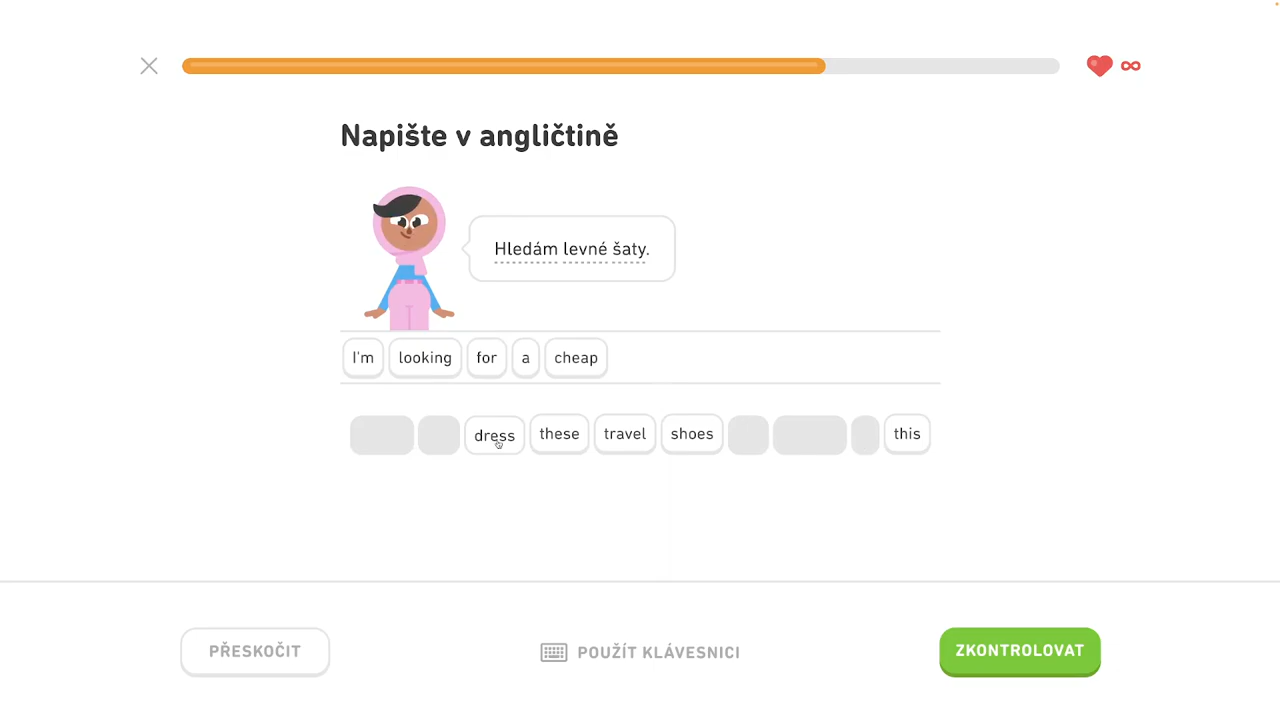 Napište v angličtině
Hledám levné šaty.
I'm looking for a cheap
dress these travel shoes this
PŘESKOČIT POUŽÍT KLÁVESNICI ZKONTROLOVAT